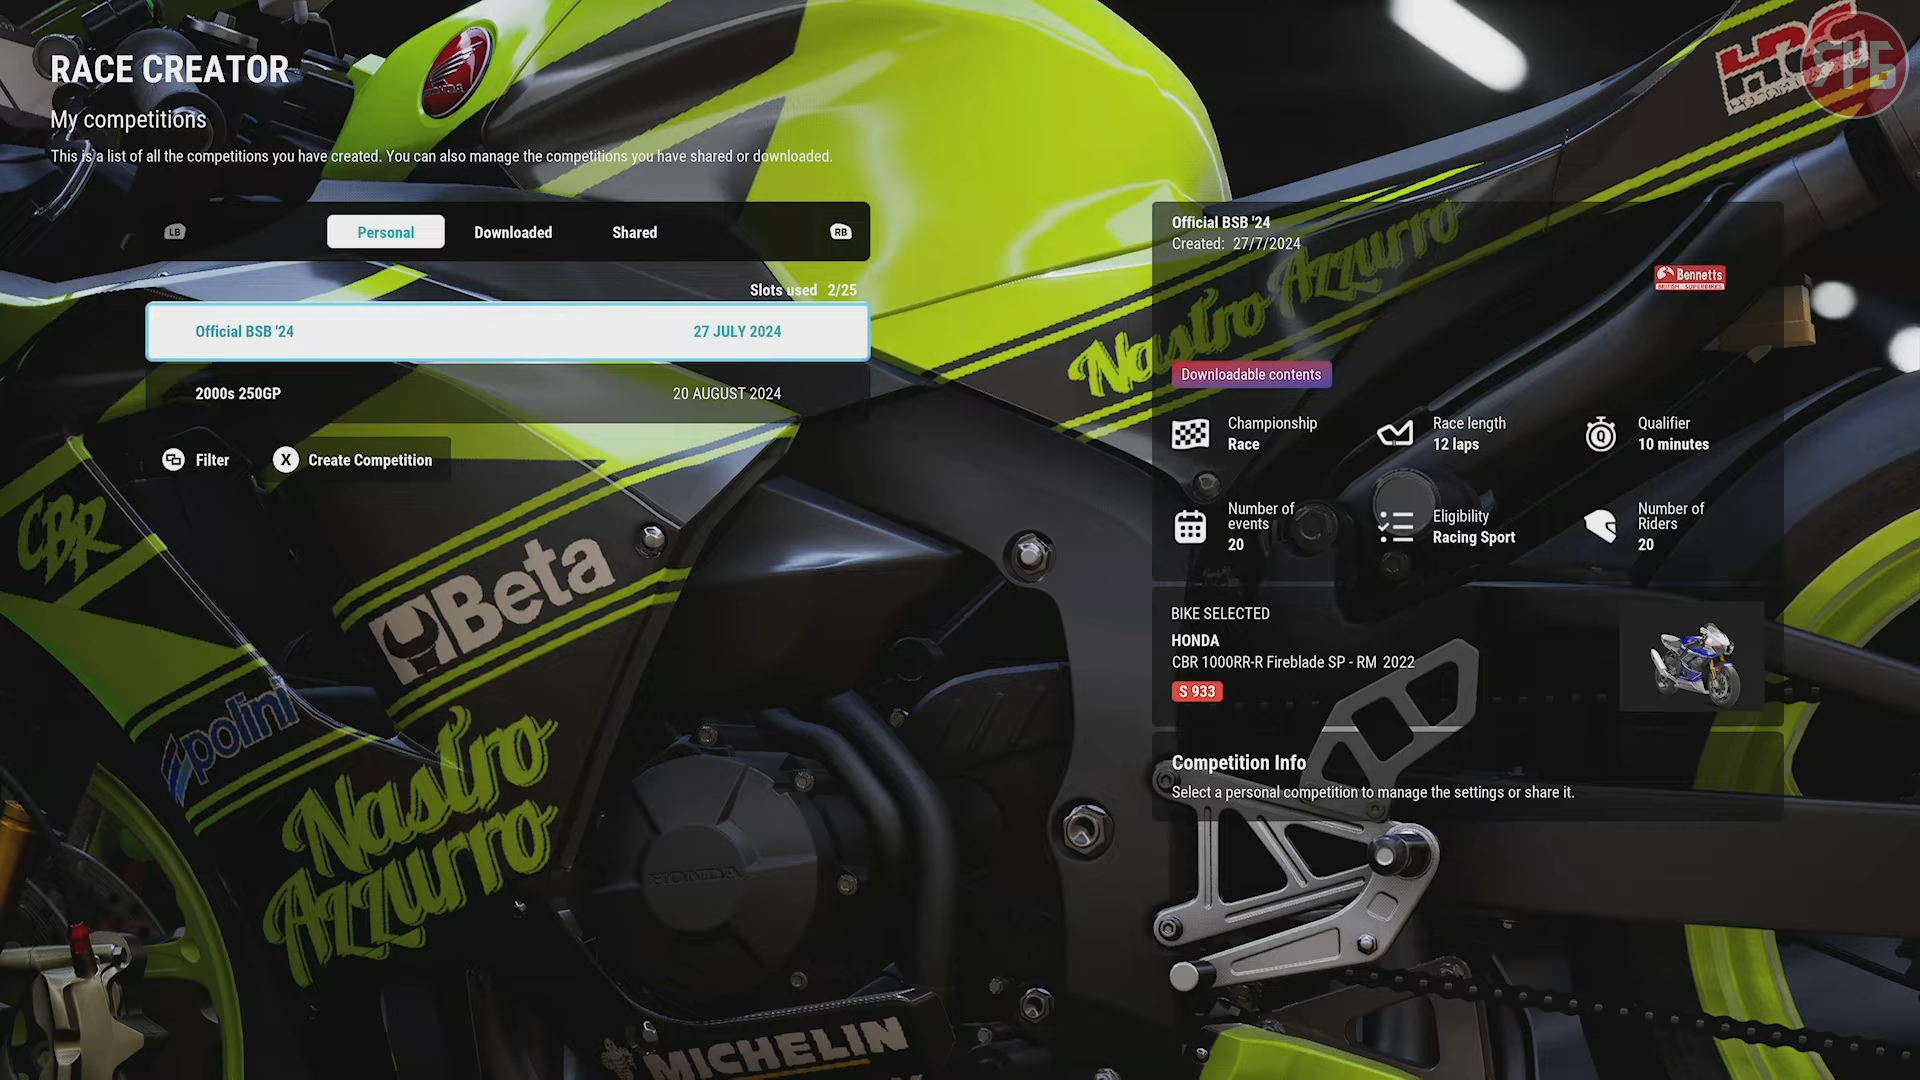 RACE CREATOR
My competitions
This is a list of all the competitions you have created. You can also manage the competitions you have shared or downloaded.
LB
Personal
Downloaded
Shared
RB
Slots used 2/25
Official BSB '24
27 JULY 2024
2000s 250GP
20 AUGUST 2024
Filter
X
Create Competition
Official BSB '24
Created: 27/7/2024
Bennetts
BRITISH SUPERBIKES
Downloadable contents
Championship
Race
Race length
12 laps
Q
Qualifier
10 minutes
Number of
events
20
Eligibility
Racing Sport
Number of
Riders
20
BIKE SELECTED
HONDA
CBR 1000RR-R Fireblade SP - RM 2022
S 933
Competition Info
Select a personal competition to manage the settings or share it.
HONDA
HRC
Nastro Azzurro
CBR
Beta
polini
Nastro
Azzurro
HONDA
MICHELIN